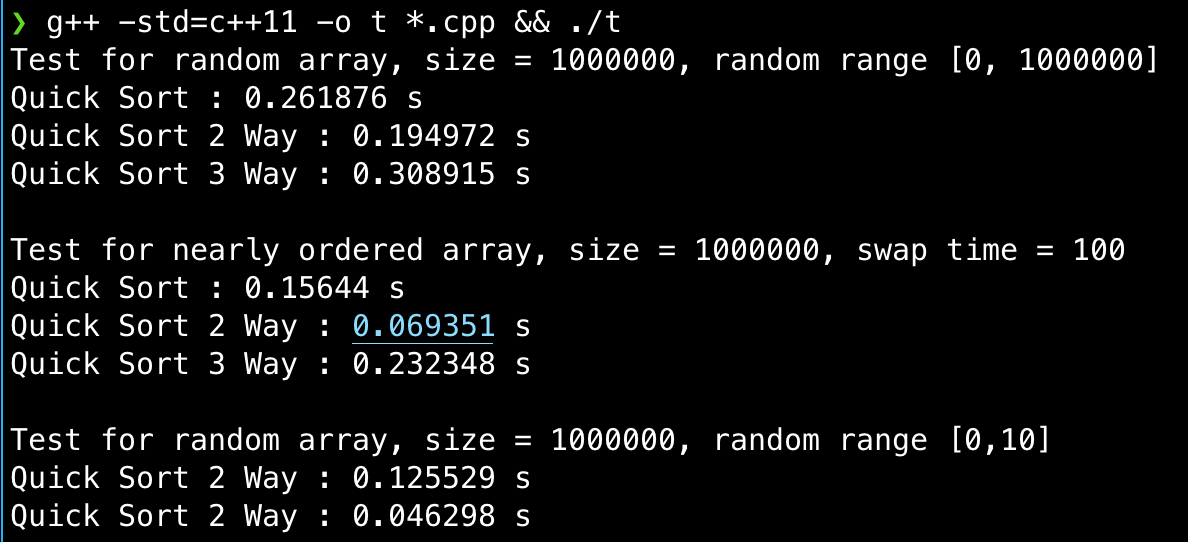 ❯ g++ -std=c++11 -o t *.cpp && ./t
Test for random array, size = 1000000, random range [0, 1000000]
Quick Sort : 0.261876 s
Quick Sort 2 Way : 0.194972 s
Quick Sort 3 Way : 0.308915 s
Test for nearly ordered array, size = 1000000, swap time = 100
Quick Sort : 0.15644 s
Quick Sort 2 Way : 0.069351 s
Quick Sort 3 Way : 0.232348 s
Test for random array, size = 1000000, random range [0,10]
Quick Sort 2 Way : 0.125529 s
Quick Sort 2 Way : 0.046298 s